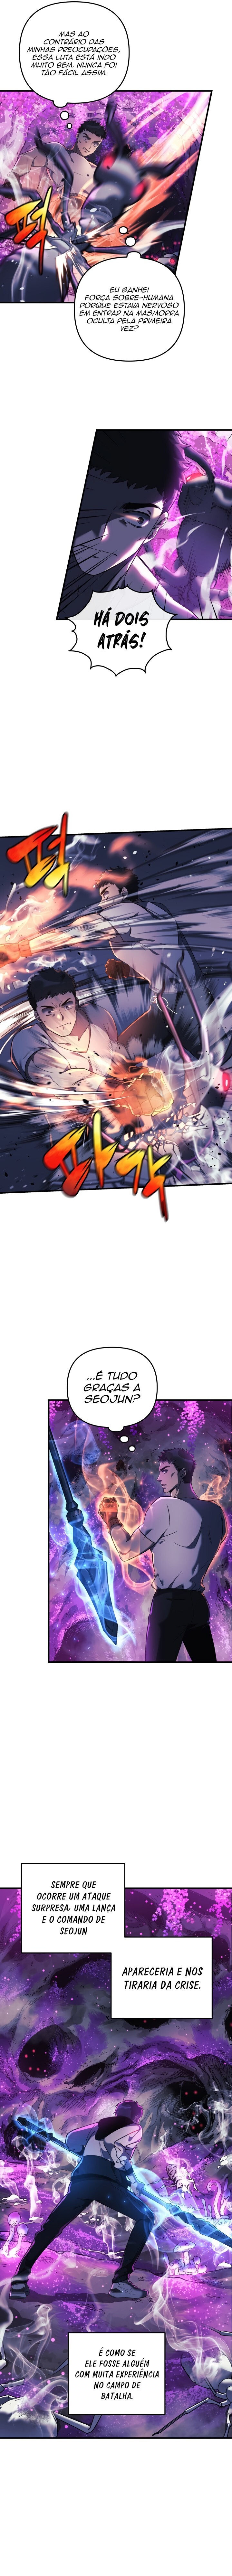 MAS AO
CONTRÁRIO DAS
MINHAS PREOCUPAÇÕES,
ESSA LUTA ESTÁ INDO
MUITO BEM. NUNCA FOI
TÃO FÁCIL ASSIM.
퍽
EU GANHEI
FORÇA SOBRE-HUMANA
PORQUE ESTAVA NERVOSO
EM ENTRAR NA MASMORRA
OCULTA PELA PRIMEIRA
VEZ?
HÁ DOIS
ATRÁS!
퍽
퍼버퍽
...É TUDO
GRAÇAS A
SEOJUN?
SEMPRE QUE
OCORRE UM ATAQUE
SURPRESA; UMA LANÇA
E O COMANDO DE
SEOJUN
APARECERIA E NOS
TIRARIA DA CRISE.
É COMO SE
ELE FOSSE ALGUÉM
COM MUITA EXPERIÊNCIA
NO CAMPO DE
BATALHA.